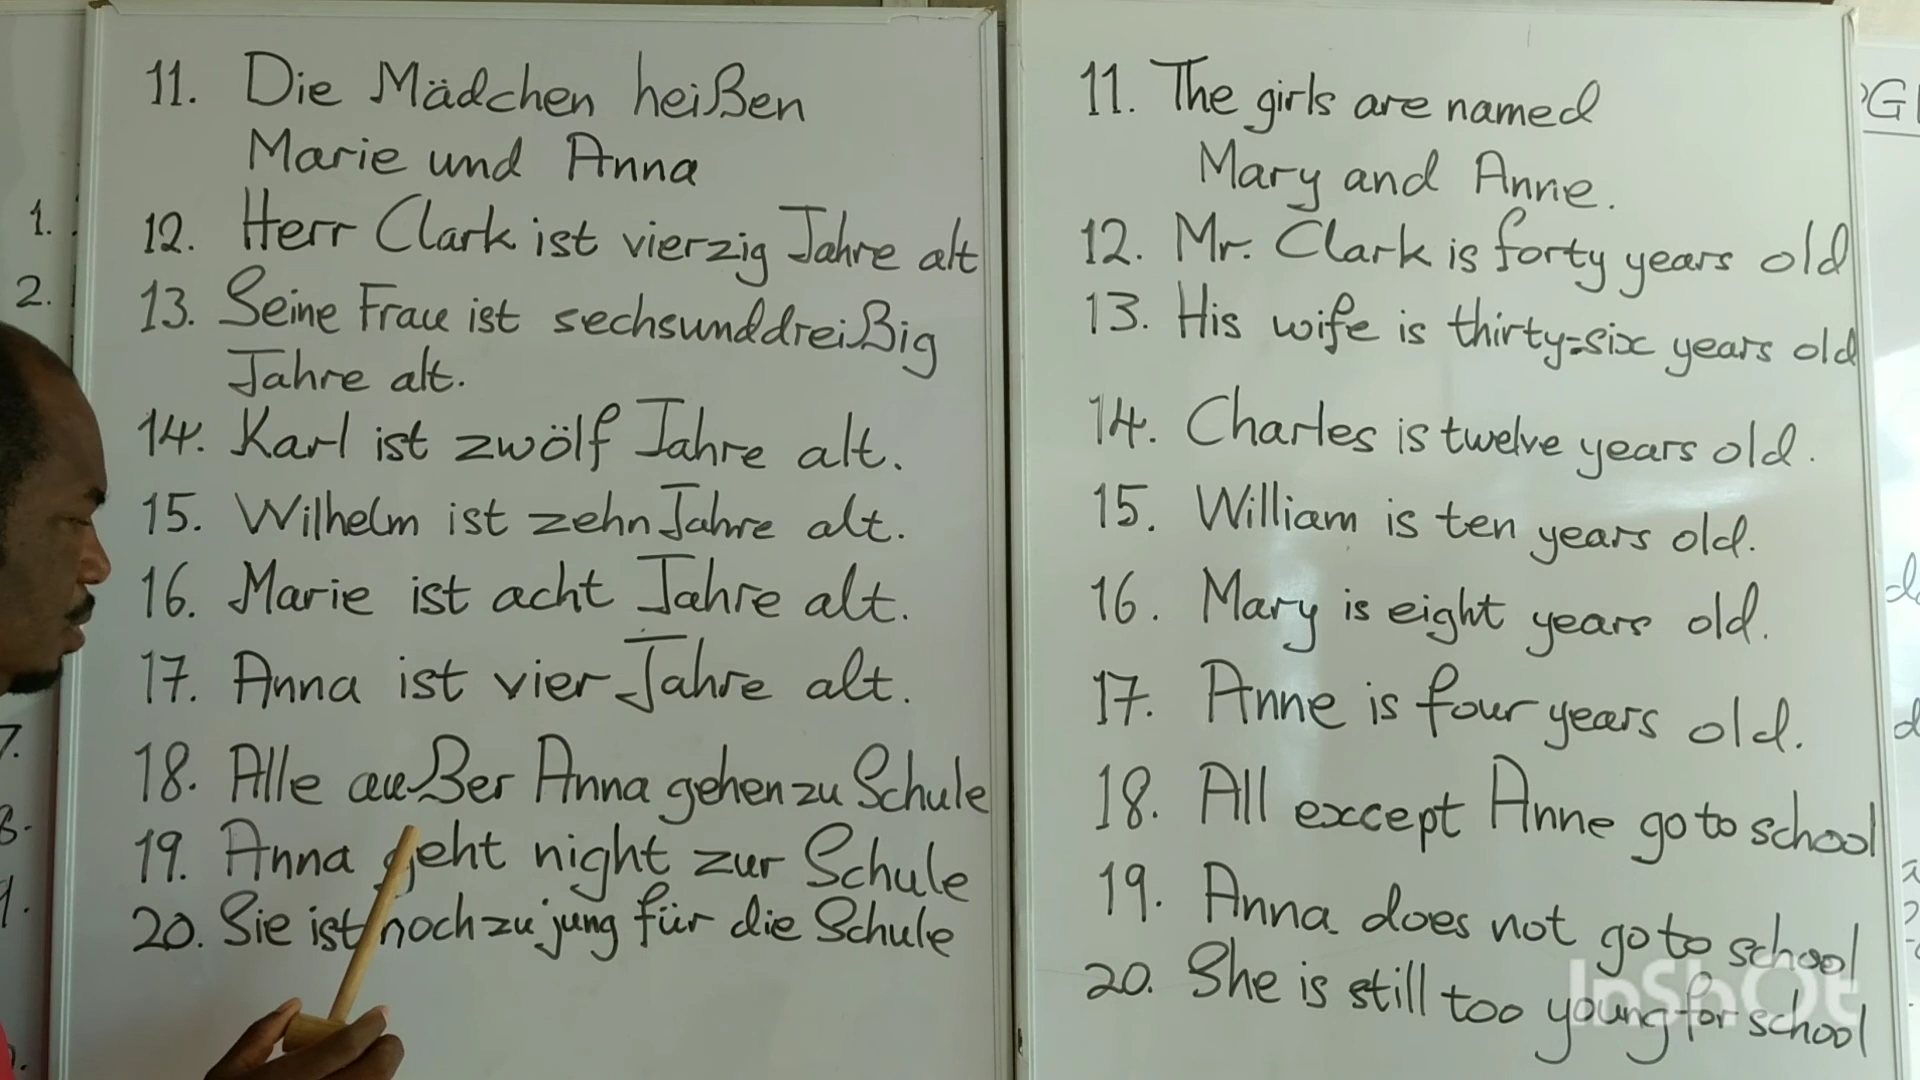 11. Die Mädchen heißen
Marie und Anna
12. Herr Clark ist vierzig Jahre alt
13. Seine Frau ist sechsunddreißig
Jahre alt.
14. Karl ist zwölf Jahre alt.
15. Wilhelm ist zehn Jahre alt.
16. Marie ist acht Jahre alt.
17. Anna ist vier Jahre alt.
18. Alle außer Anna gehen zu Schule
19. Anna geht night zur Schule
20. Sie ist noch zu jung für die Schule
11. The girls are named
Mary and Anne.
12. Mr. Clark is forty years old
13. His wife is thirty=six years old
14. Charles is twelve years old.
15. William is ten years old.
16. Mary is eight years old.
17. Anne is four years old.
18. All except Anne go to school
19. Anna does not go to school
20. She is still too young for school
1.
2.
7.
InShOt